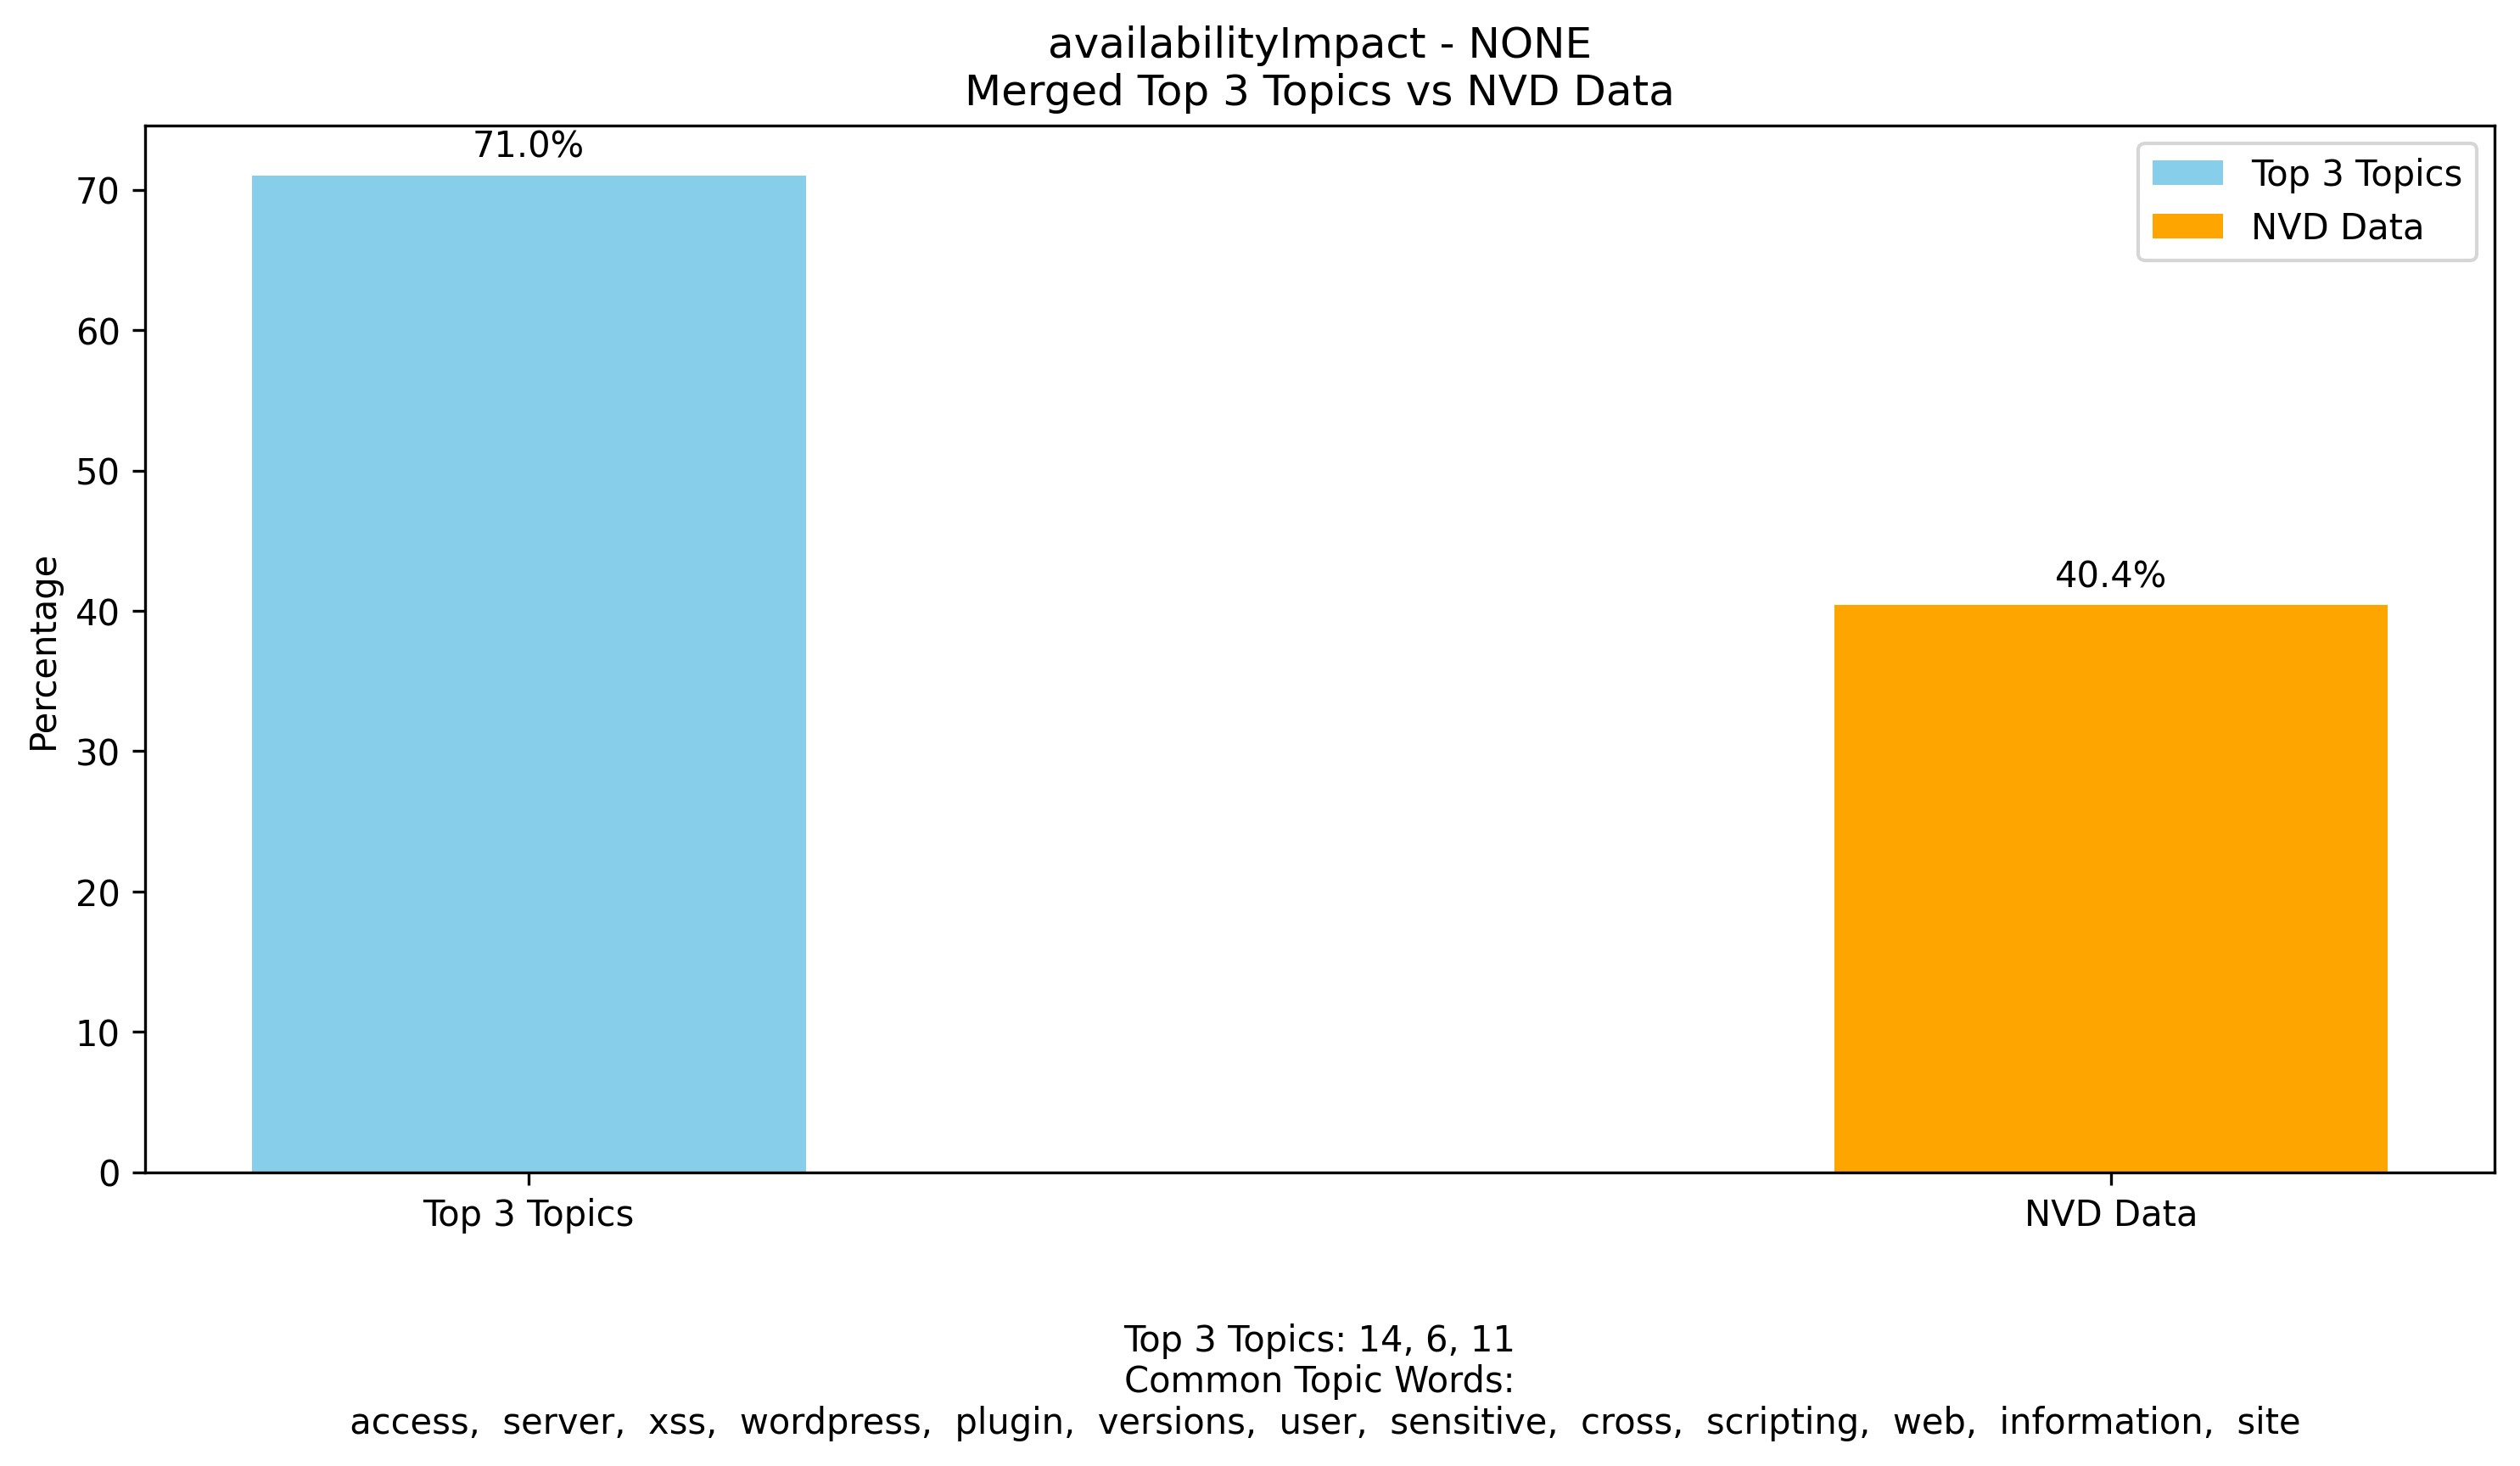 availabilityImpact - NONE
Merged Top 3 Topics vs NVD Data
71.0%
Top 3 Topics
NVD Data
70
60
50
40.4%
40
Percentage
30
20
10
0
Top 3 Topics
NVD Data
Top 3 Topics: 14, 6, 11
Common Topic Words:
access, server, xss, wordpress, plugin, versions, user, sensitive, cross, scripting, web, information, site